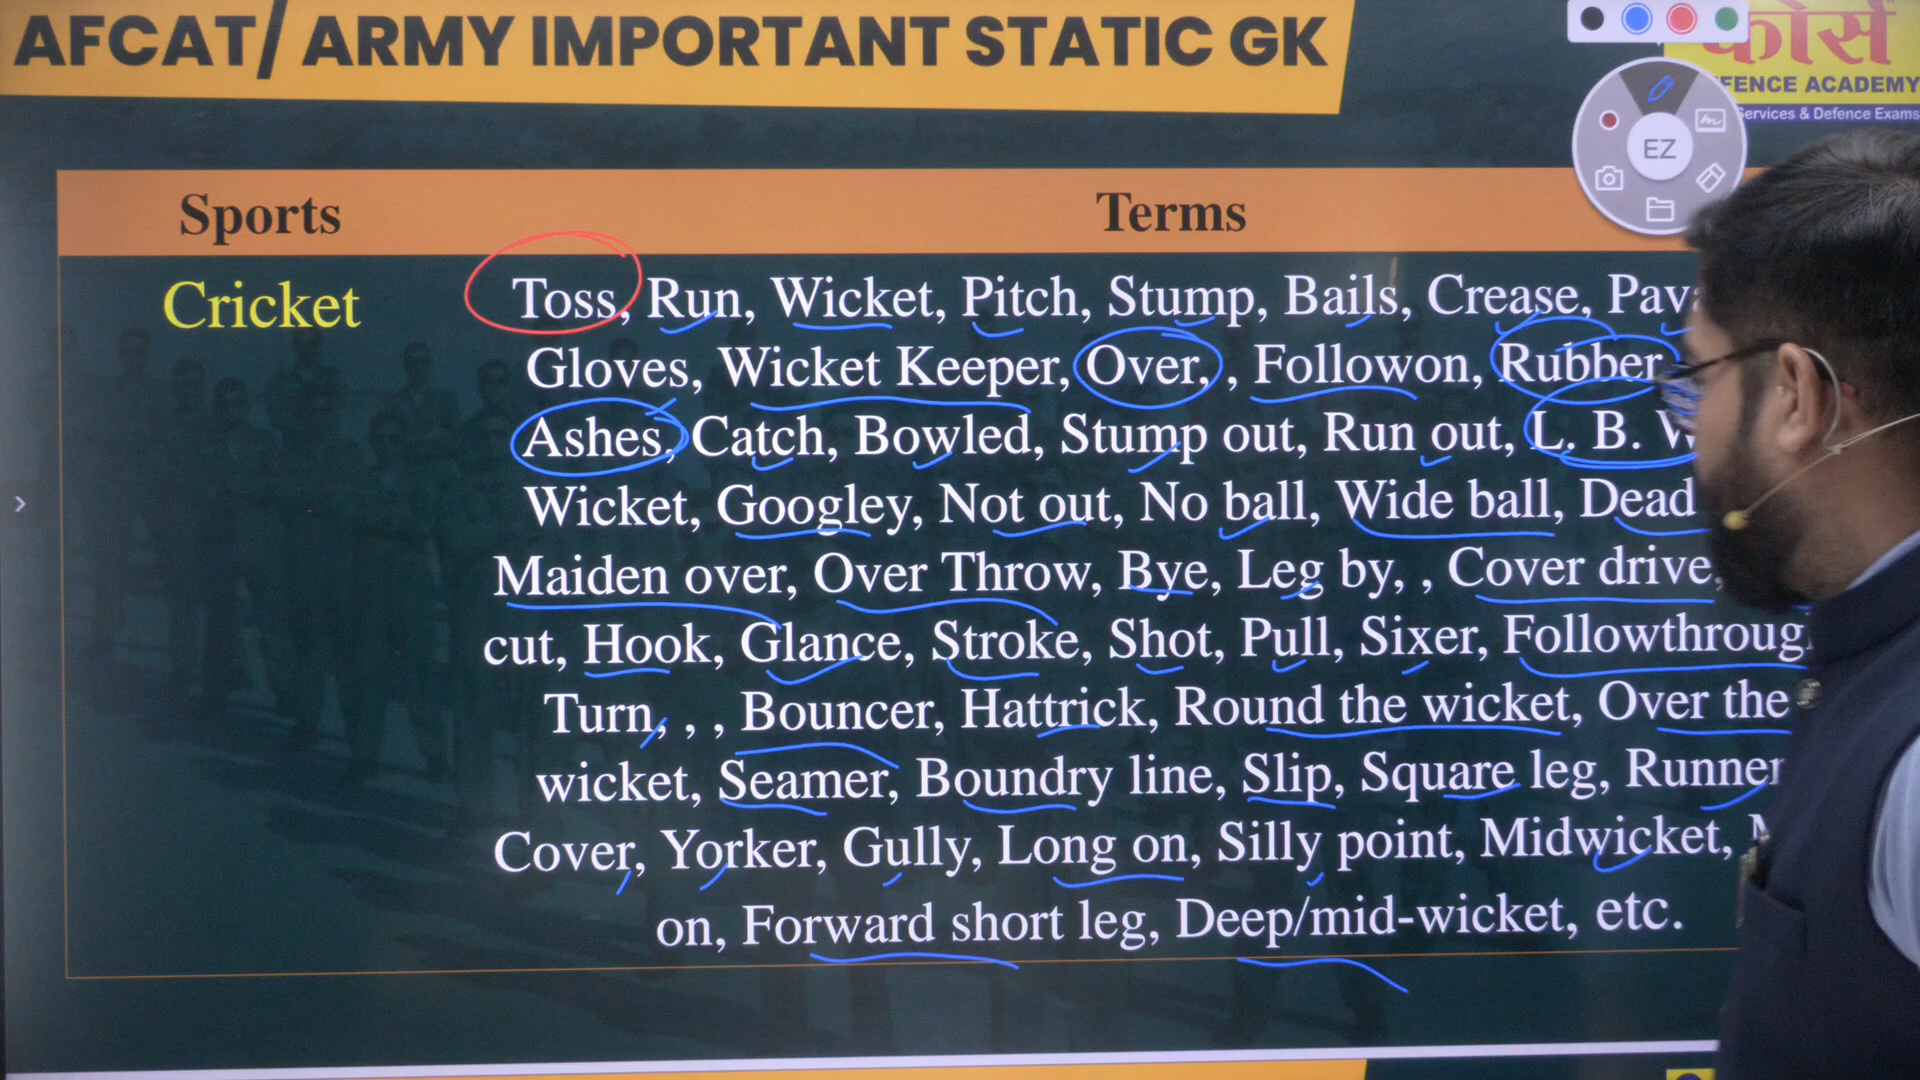 AFCAT/ ARMY IMPORTANT STATIC GK
कोर्स
FENCE ACADEMY
Services & Defence Exams
EZ
Sports Terms
Cricket Toss, Run, Wicket, Pitch, Stump, Bails, Crease,
Gloves, Wicket Keeper, Over, , Followon, Rubber
Ashes, Catch, Bowled, Stump out, Run out, L. B.
Wicket, Googley, Not out, No ball, Wide ball, Dead
Maiden over, Over Throw, Bye, Leg by, , Cover drive,
cut, Hook, Glance, Stroke, Shot, Pull, Sixer, Followthroug
Turn, , , Bouncer, Hattrick, Round the wicket, Over the
wicket, Seamer, Boundry line, Slip, Square leg, Runner
Cover, Yorker, Gully, Long on, Silly point, Midwicket,
on, Forward short leg, Deep/mid-wicket, etc.